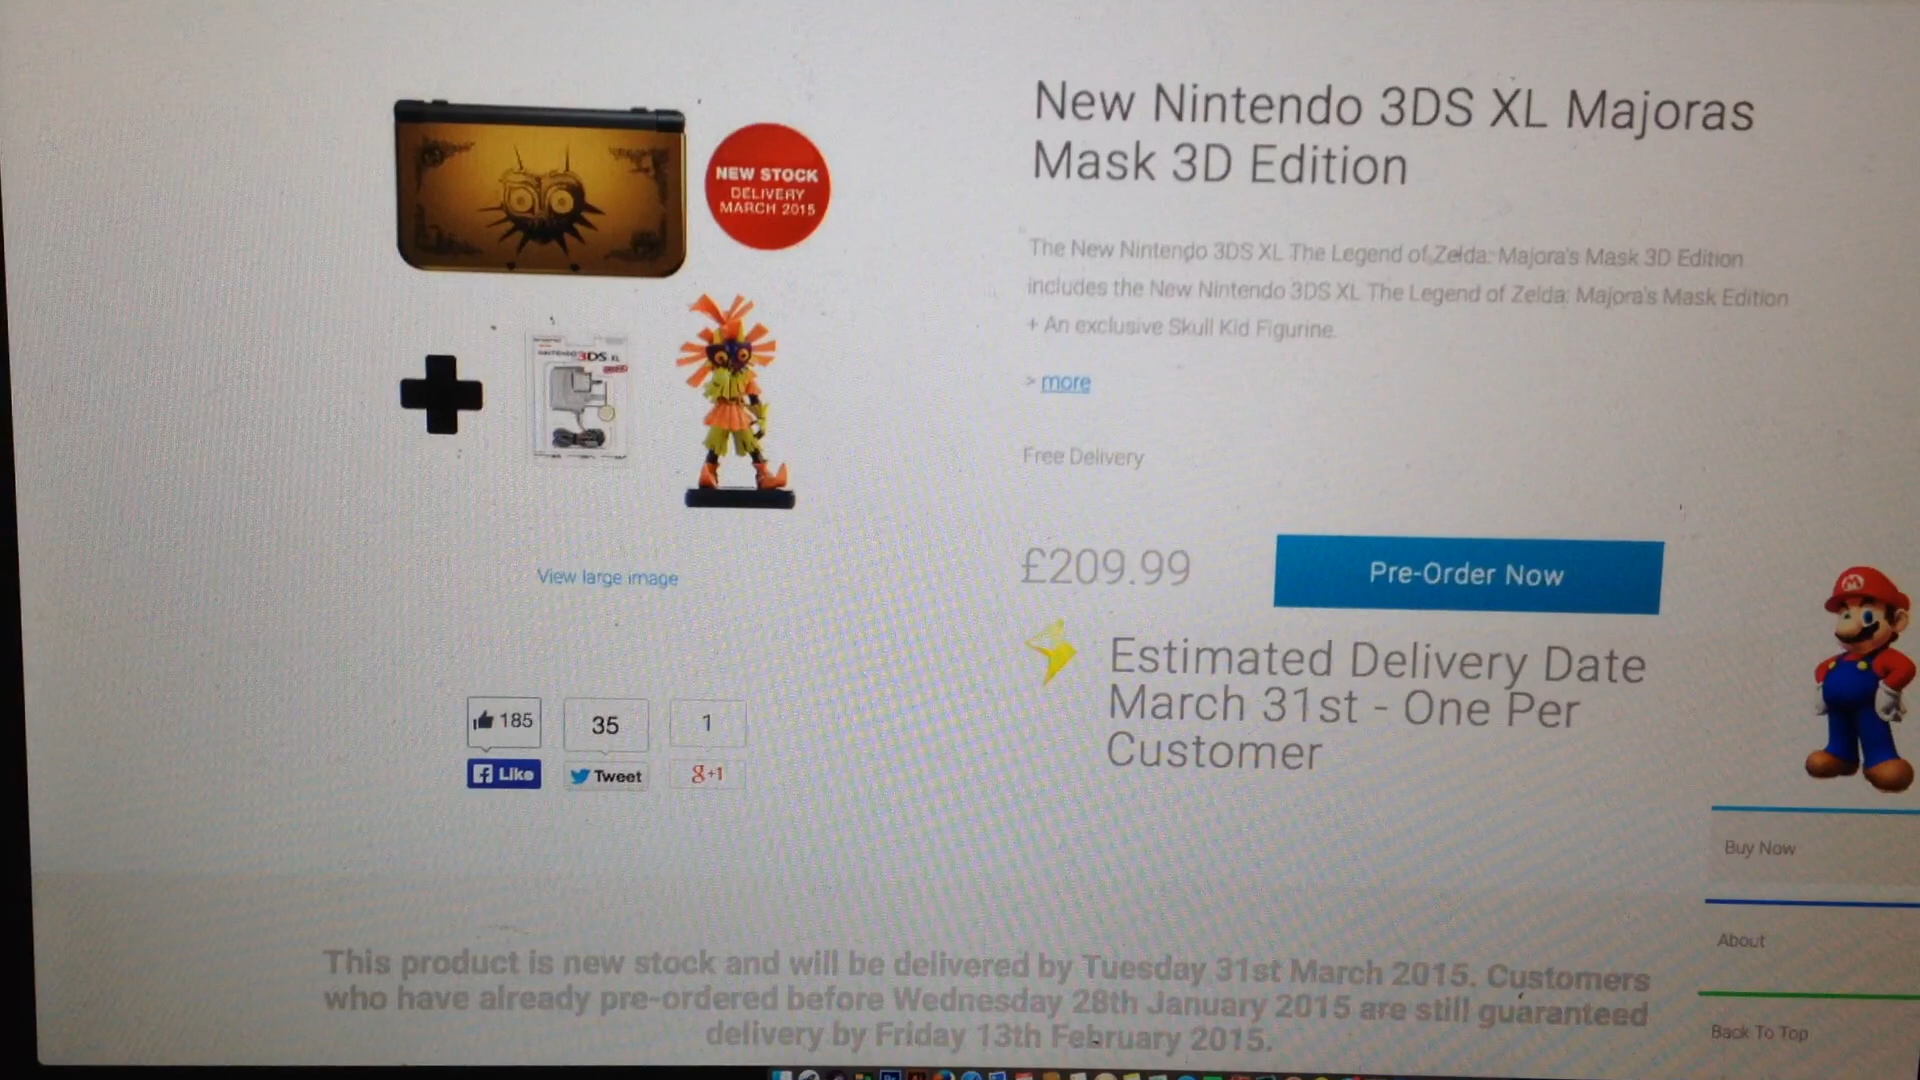 New Nintendo 3DS XL Majoras
Mask 3D Edition
NEW STOCK
DELIVERY
MARCH 2015
The New Nintendo 3DS XL The Legend of Zelda: Majora's Mask 3D Edition
includes the New Nintendo 3DS XL The Legend of Zelda: Majora's Mask Edition
+ An exclusive Skull Kid Figurine.
> more
3DS XL
Free Delivery
View large image
£209.99
Pre-Order Now
Estimated Delivery Date
March 31st - One Per
Customer
185
35
1
Like
Tweet
g+1
M
Buy Now
About
Back To Top
This product is new stock and will be delivered by Tuesday 31st March 2015. Customers
who have already pre-ordered before Wednesday 28th January 2015 are still guaranteed
delivery by Friday 13th February 2015.